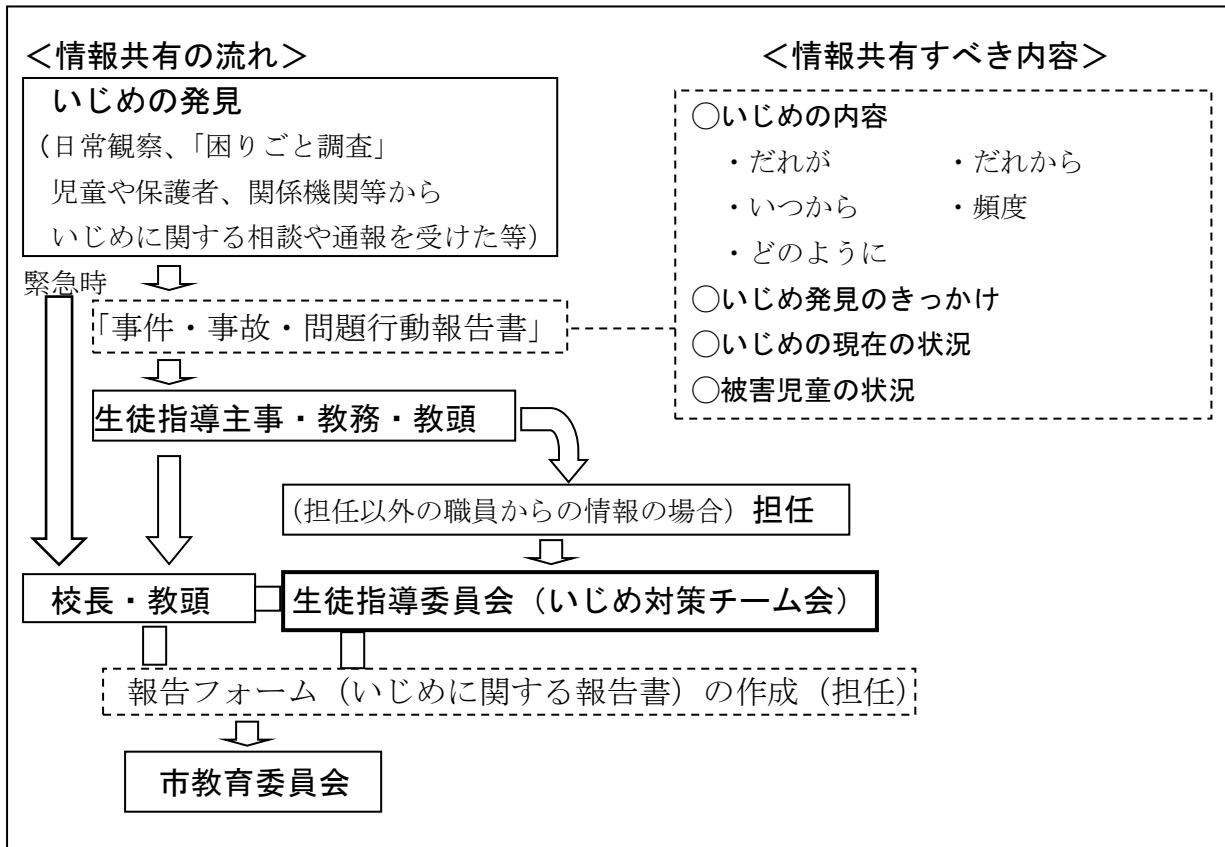 ＜情報共有の流れ＞
いじめの発見
（日常観察、「困りごと調査」
児童や保護者、関係機関等から
いじめに関する相談や通報を受けた等）
緊急時
「事件・事故・問題行動報告書」
生徒指導主事・教務・教頭
（担任以外の職員からの情報の場合）担任
校長・教頭
生徒指導委員会（いじめ対策チーム会）
報告フォーム（いじめに関する報告書）の作成（担任）
市教育委員会
＜情報共有すべき内容＞
○いじめの内容
・だれが　・だれから
・いつから　・頻度
・どのように
○いじめ発見のきっかけ
○いじめの現在の状況
○被害児童の状況